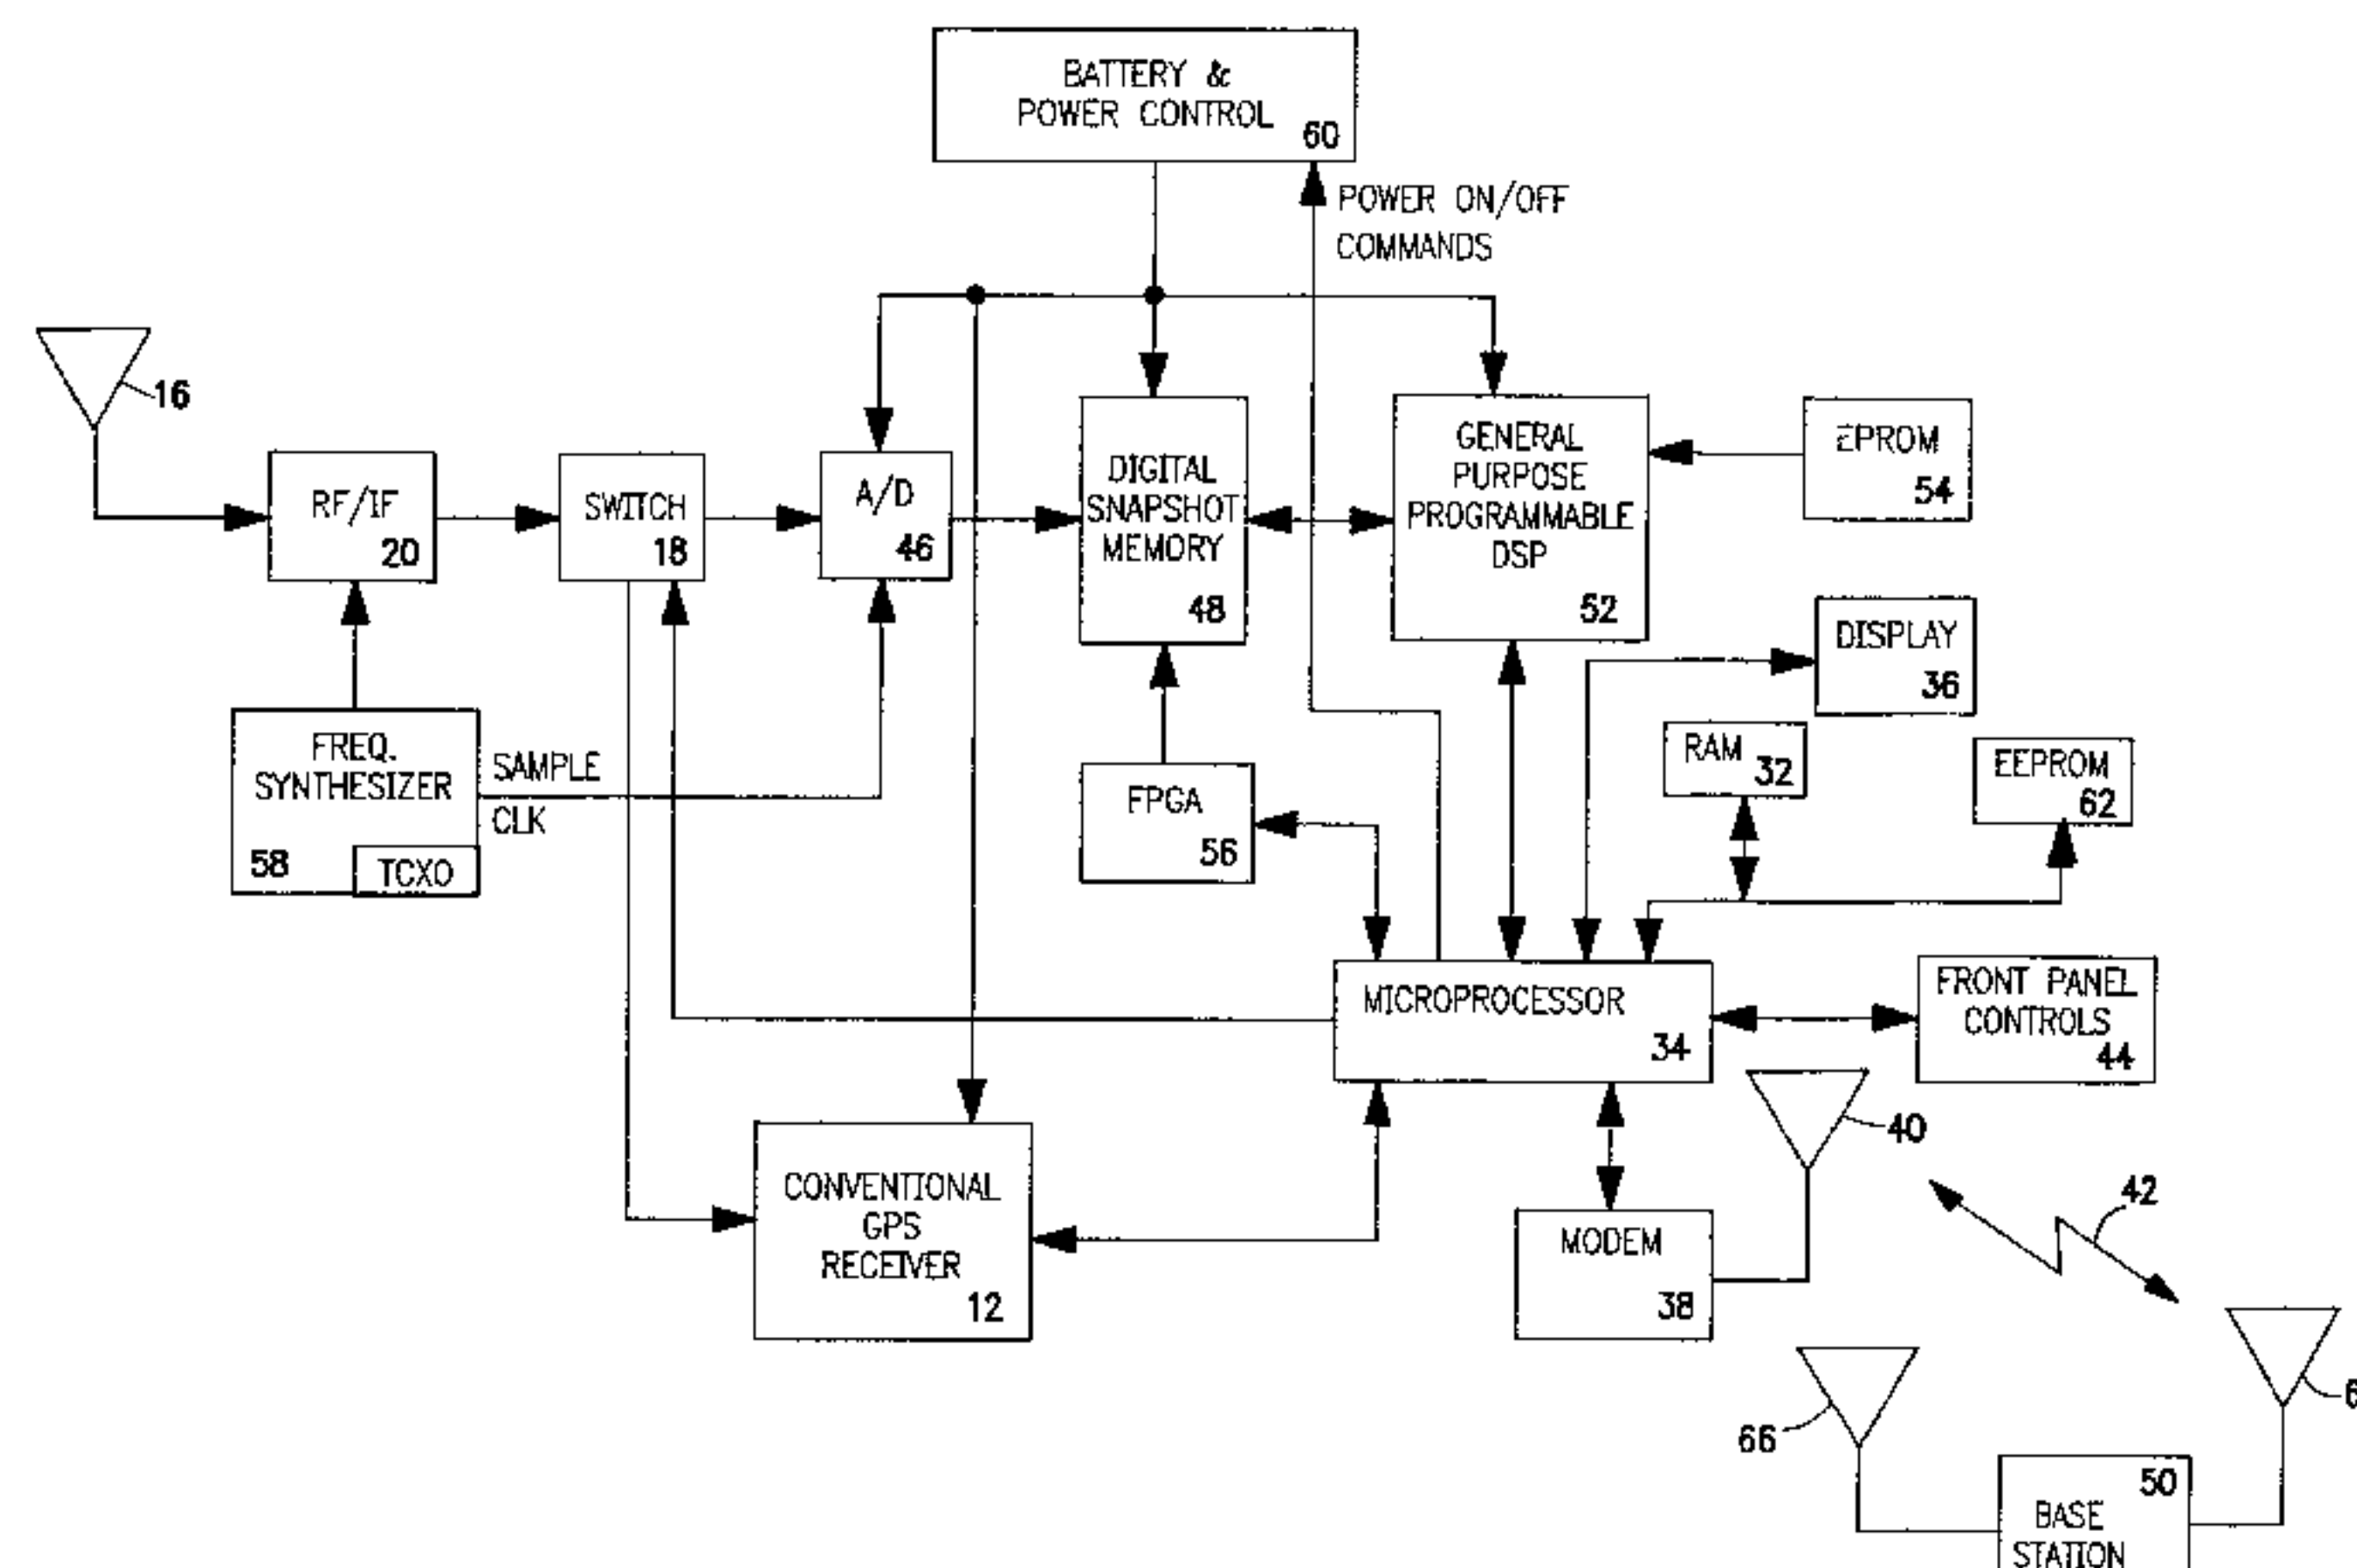 BATTERY &
POWER CONTROL
60
POWER ON/OFF
COMMANDS
16
RF/IF
20
SWITCH
18
A/D
46
DIGITAL
SNAPSHOT
MEMORY
48
GENERAL
PURPOSE
PROGRAMMABLE
DSP
52
EPROM
54
DISPLAY
36
FREQ.
SYNTHESIZER
58
TCXO
SAMPLE
CLK
FPGA
56
RAM
32
EEPROM
62
MICROPROCESSOR
34
FRONT PANEL
CONTROLS
44
CONVENTIONAL
GPS
RECEIVER
12
MODEM
38
40
42
66
50
BASE
STATION